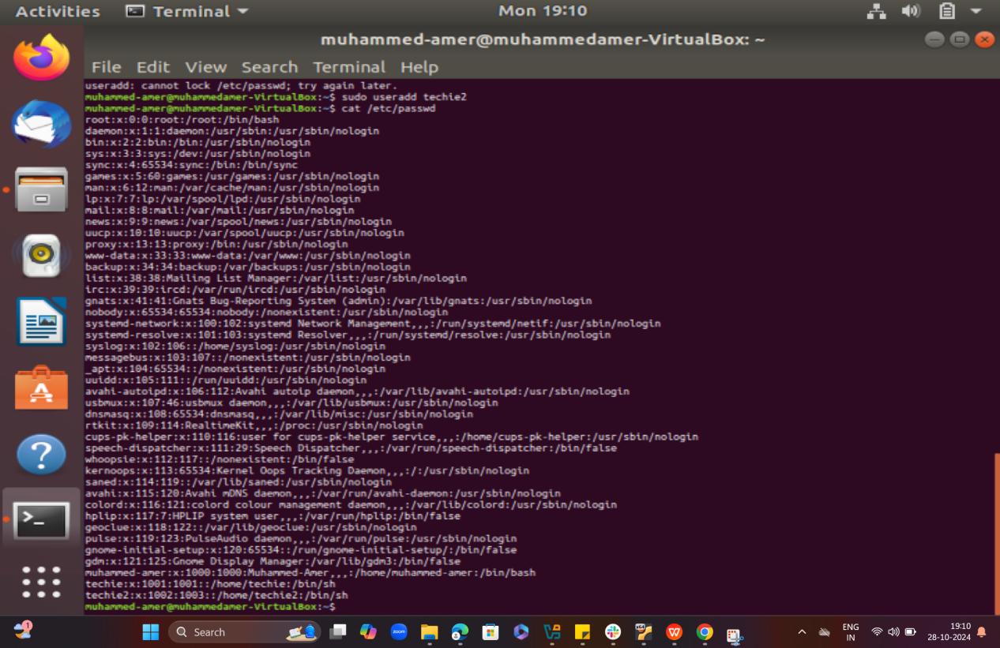 Activities Terminal Mon 19:10
muhammed-amer@muhammedamer-VirtualBox: ~
File Edit View Search Terminal Help
useradd: cannot lock /etc/passwd; try again later.
muhammed-amer@muhammedamer-VirtualBox:~$ sudo useradd techie2
muhammed-amer@muhammedamer-VirtualBox:~$ cat /etc/passwd
root:x:0:0:root:/root:/bin/bash
daemon:x:1:1:daemon:/usr/sbin:/usr/sbin/nologin
bin:x:2:2:bin:/bin:/usr/sbin/nologin
sys:x:3:3:sys:/dev:/usr/sbin/nologin
sync:x:4:65534:sync:/bin:/bin/sync
games:x:5:60:games:/usr/games:/usr/sbin/nologin
man:x:6:12:man:/var/cache/man:/usr/sbin/nologin
lp:x:7:7:lp:/var/spool/lpd:/usr/sbin/nologin
mail:x:8:8:mail:/var/mail:/usr/sbin/nologin
news:x:9:9:news:/var/spool/news:/usr/sbin/nologin
uucp:x:10:10:uucp:/var/spool/uucp:/usr/sbin/nologin
proxy:x:13:13:proxy:/bin:/usr/sbin/nologin
www-data:x:33:33:www-data:/var/www:/usr/sbin/nologin
backup:x:34:34:backup:/var/backups:/usr/sbin/nologin
list:x:38:38:Mailing List Manager:/var/list:/usr/sbin/nologin
irc:x:39:39:ircd:/var/run/ircd:/usr/sbin/nologin
gnats:x:41:41:Gnats Bug-Reporting System (admin):/var/lib/gnats:/usr/sbin/nologin
nobody:x:65534:65534:nobody:/nonexistent:/usr/sbin/nologin
systemd-network:x:100:102:systemd Network Management,,,:/run/systemd/netif:/usr/sbin/nologin
systemd-resolve:x:101:103:systemd Resolver,,,:/run/systemd/resolve:/usr/sbin/nologin
syslog:x:102:106::/home/syslog:/usr/sbin/nologin
messagebus:x:103:107::/nonexistent:/usr/sbin/nologin
_apt:x:104:65534::/nonexistent:/usr/sbin/nologin
uuidd:x:105:111::/run/uuidd:/usr/sbin/nologin
avahi-autoipd:x:106:112:Avahi autoip daemon,,,:/var/lib/avahi-autoipd:/usr/sbin/nologin
usbmux:x:107:46:usbmux daemon,,,:/var/lib/usbmux:/usr/sbin/nologin
dnsmasq:x:108:65534:dnsmasq,,,:/var/lib/misc:/usr/sbin/nologin
rtkit:x:109:114:RealtimeKit,,,:/proc:/usr/sbin/nologin
cups-pk-helper:x:110:116:user for cups-pk-helper service,,,:/home/cups-pk-helper:/usr/sbin/nologin
speech-dispatcher:x:111:29:Speech Dispatcher,,,:/var/run/speech-dispatcher:/bin/false
whoopsie:x:112:117::/nonexistent:/bin/false
kernoops:x:113:65534:Kernel Oops Tracking Daemon,,,:/:/usr/sbin/nologin
saned:x:114:119::/var/lib/saned:/usr/sbin/nologin
avahi:x:115:120:Avahi mDNS daemon,,,:/var/run/avahi-daemon:/usr/sbin/nologin
colord:x:116:121:colord colour management daemon,,,:/var/lib/colord:/usr/sbin/nologin
hplip:x:117:7:HPLIP system user,,,:/var/run/hplip:/bin/false
geoclue:x:118:122::/var/lib/geoclue:/usr/sbin/nologin
pulse:x:119:123:PulseAudio daemon,,,:/var/run/pulse:/usr/sbin/nologin
gnome-initial-setup:x:120:65534::/run/gnome-initial-setup/:/bin/false
gdm:x:121:125:Gnome Display Manager:/var/lib/gdm3:/bin/false
muhammed-amer:x:1000:1000:Muhammed-Amer,,,:/home/muhammed-amer:/bin/bash
techie:x:1001:1001::/home/techie:/bin/sh
techie2:x:1002:1003::/home/techie2:/bin/sh
muhammed-amer@muhammedamer-VirtualBox:~$
1 Search zoom x64 W ENG 19:10
IN 28-10-2024